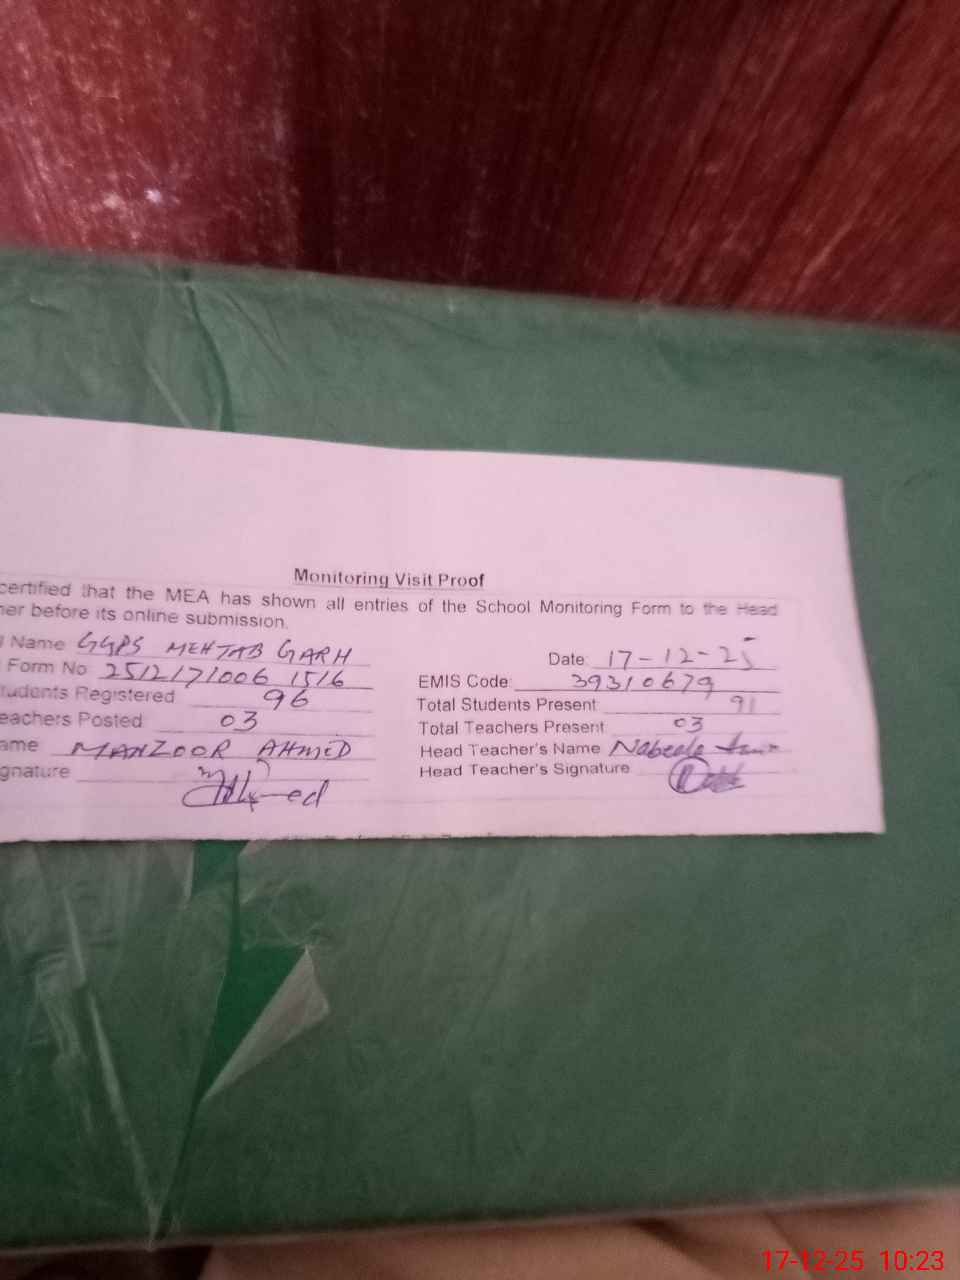 Monitoring Visit Proof
certified that the MEA has shown all entries of the School Monitoring Form to the Head
her before its online submission.
Name GGPS MEHTAB GARH
Date: 17-12-25
Form No 2512171006 1516
EMIS Code: 39310679
tudents Registered 96
Total Students Present 91
eachers Posted 03
Total Teachers Present 03
ame MANZOOR AHMED
Head Teacher's Name Nabeela
gnature
Head Teacher's Signature
17-12-25 10:23